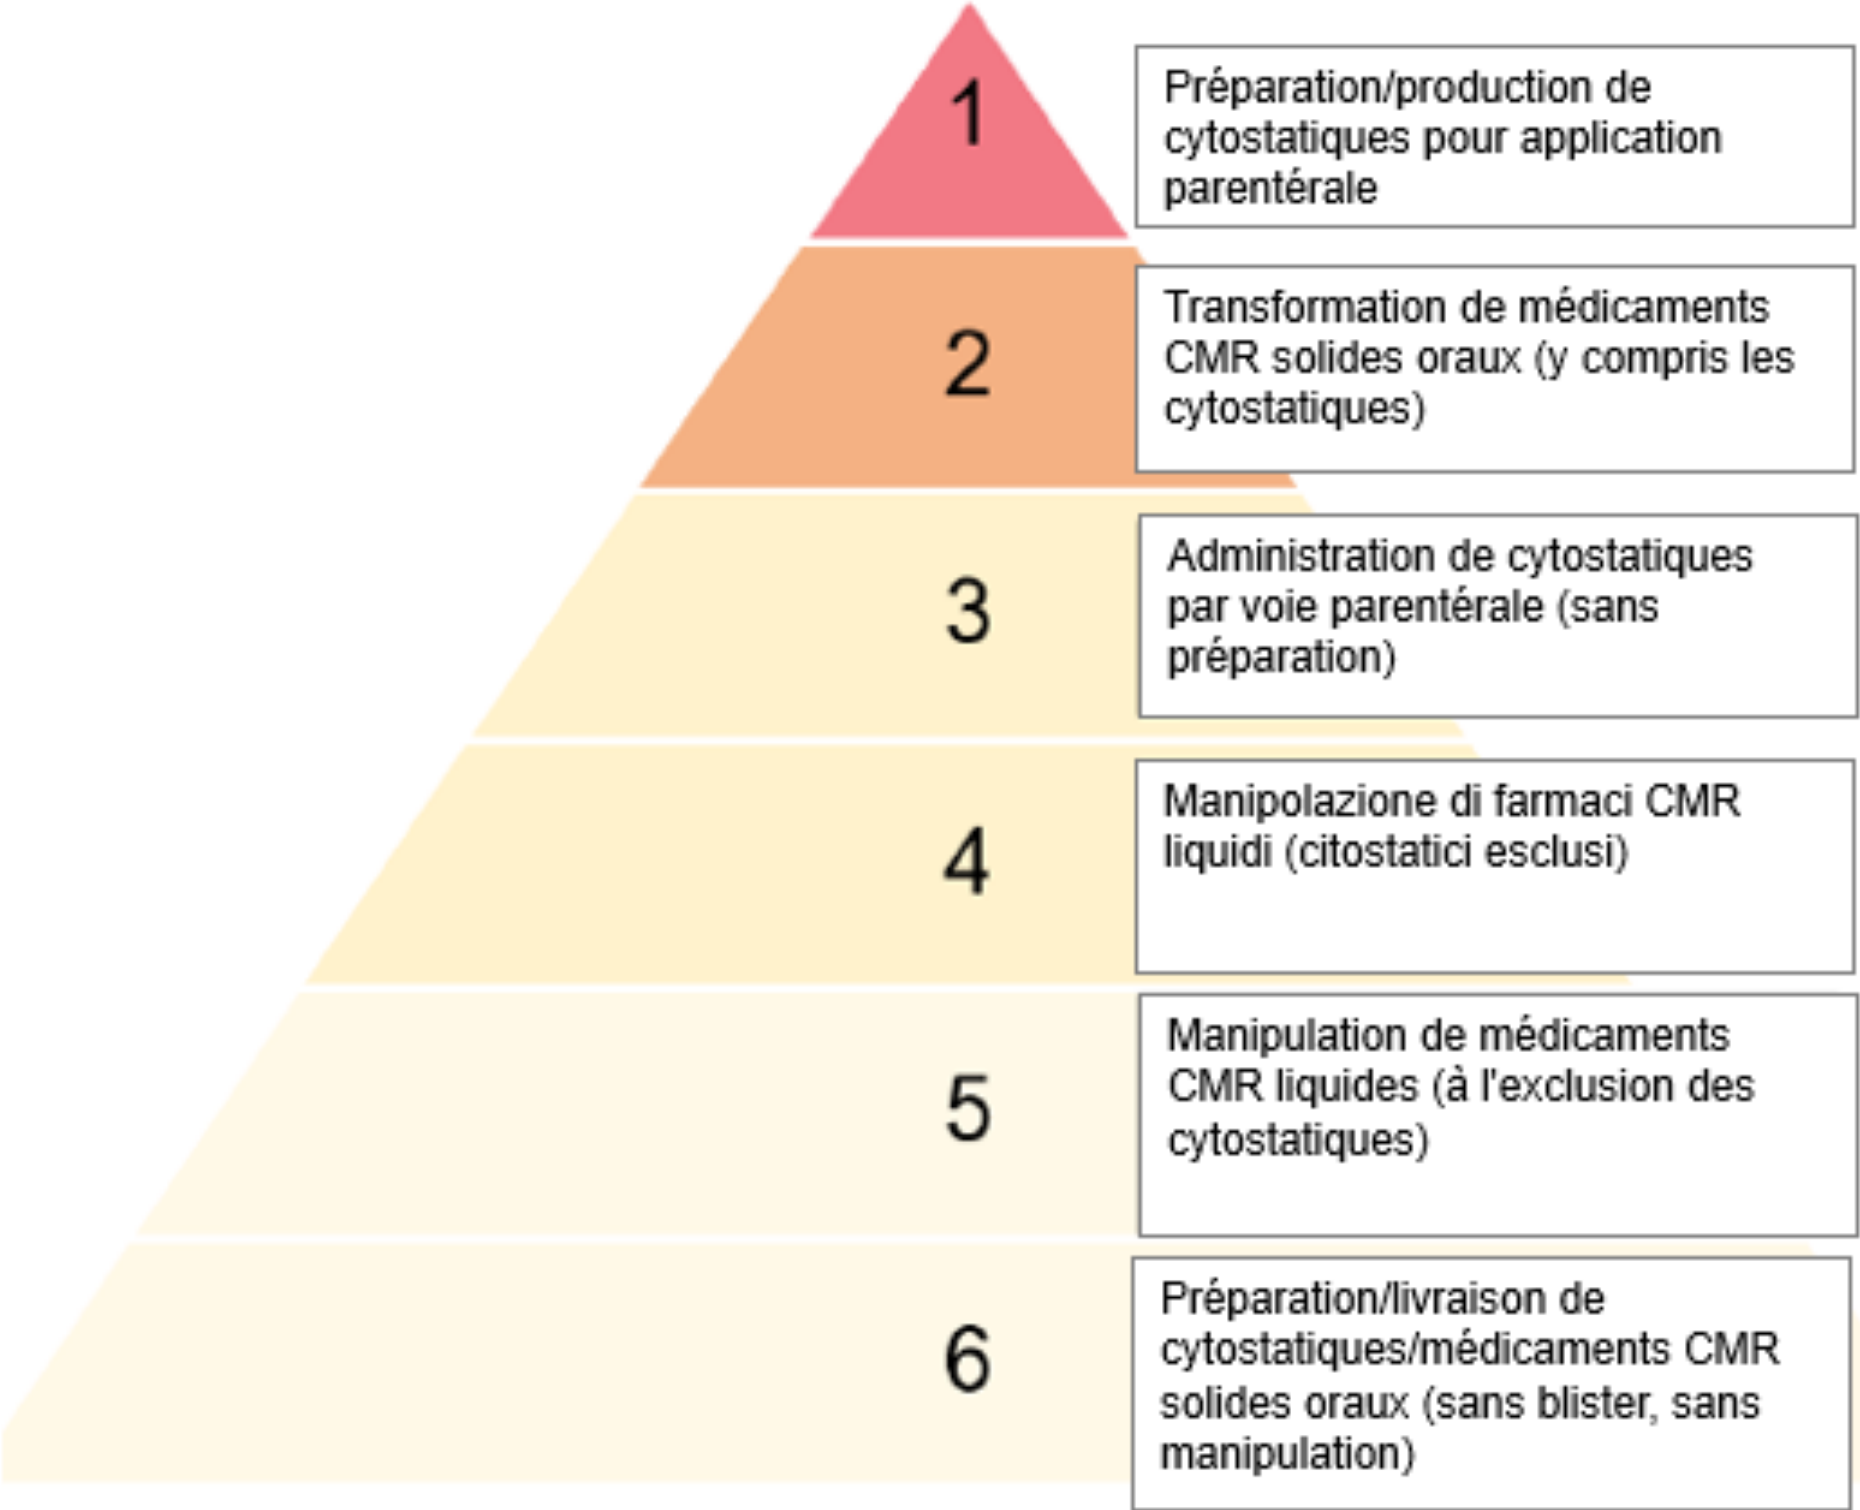 1
Préparation/production de
cytostatiques pour application
parentérale
2
Transformation de médicaments
CMR solides oraux (y compris les
cytostatiques)
3
Administration de cytostatiques
par voie parentérale (sans
préparation)
4
Manipolazione di farmaci CMR
liquidi (citostatici esclusi)
5
Manipulation de médicaments
CMR liquides (à l'exclusion des
cytostatiques)
6
Préparation/livraison de
cytostatiques/médicaments CMR
solides oraux (sans blister, sans
manipulation)